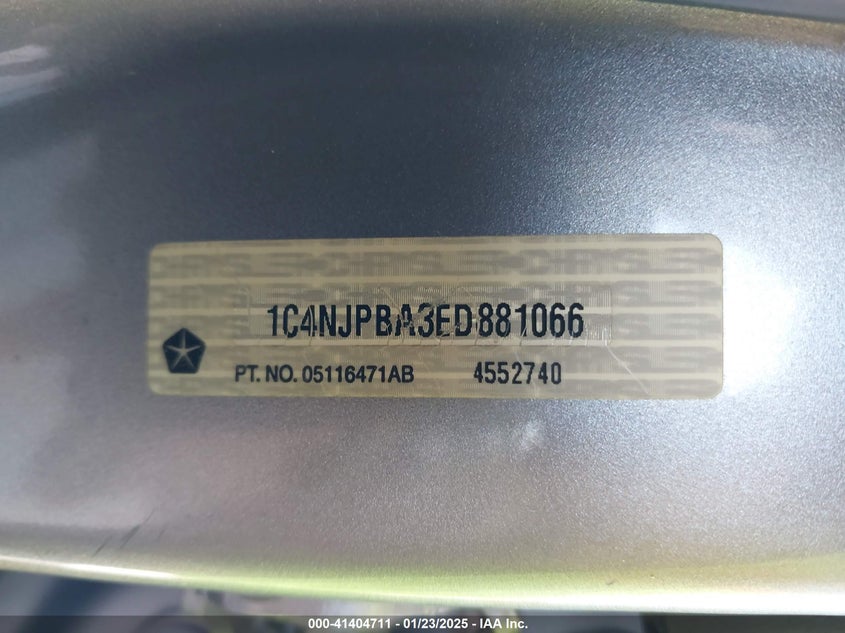 1C4NJPBA3ED881066
PT. NO. 05116471AB 4552740
000-41404711 - 01/23/2025 - IAA Inc.